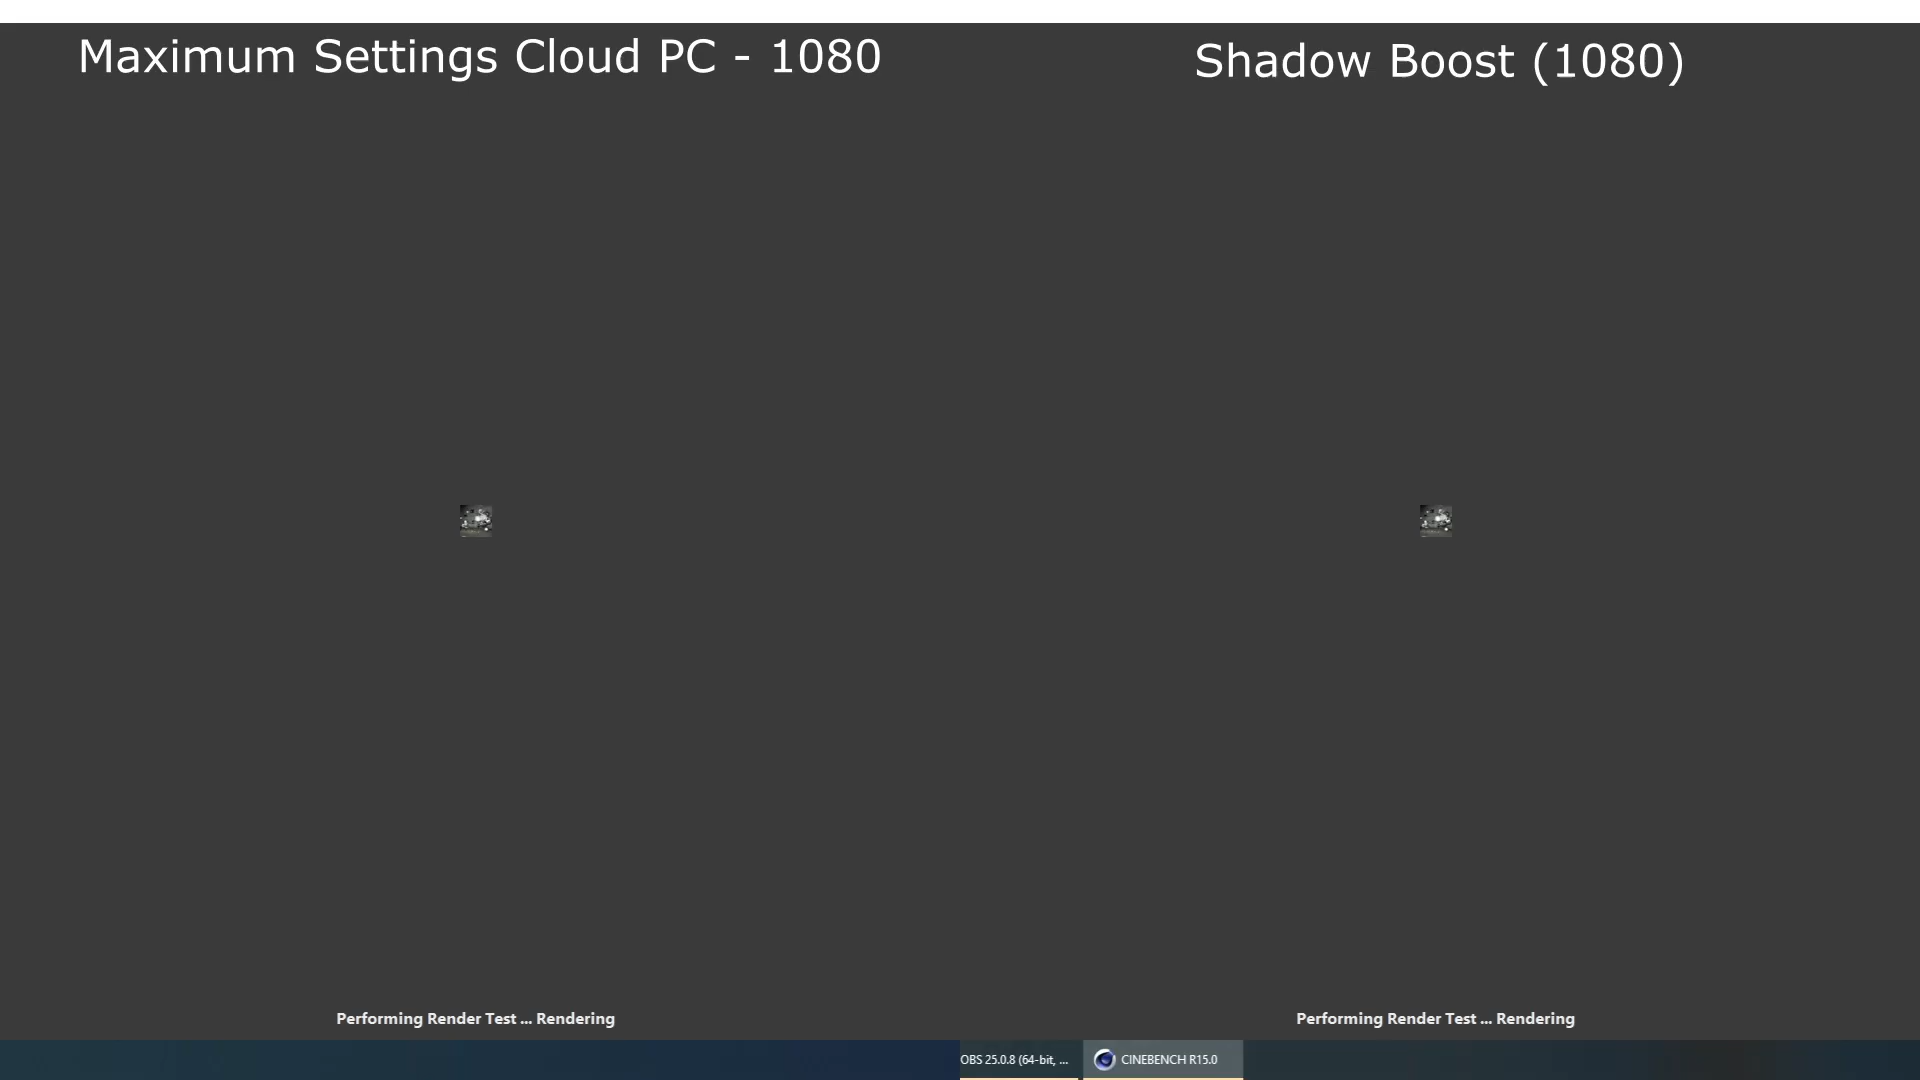 Maximum Settings Cloud PC - 1080
Shadow Boost (1080)
Performing Render Test ... Rendering
Performing Render Test ... Rendering
OBS 25.0.8 (64-bit, ...
CINEBENCH R15.0